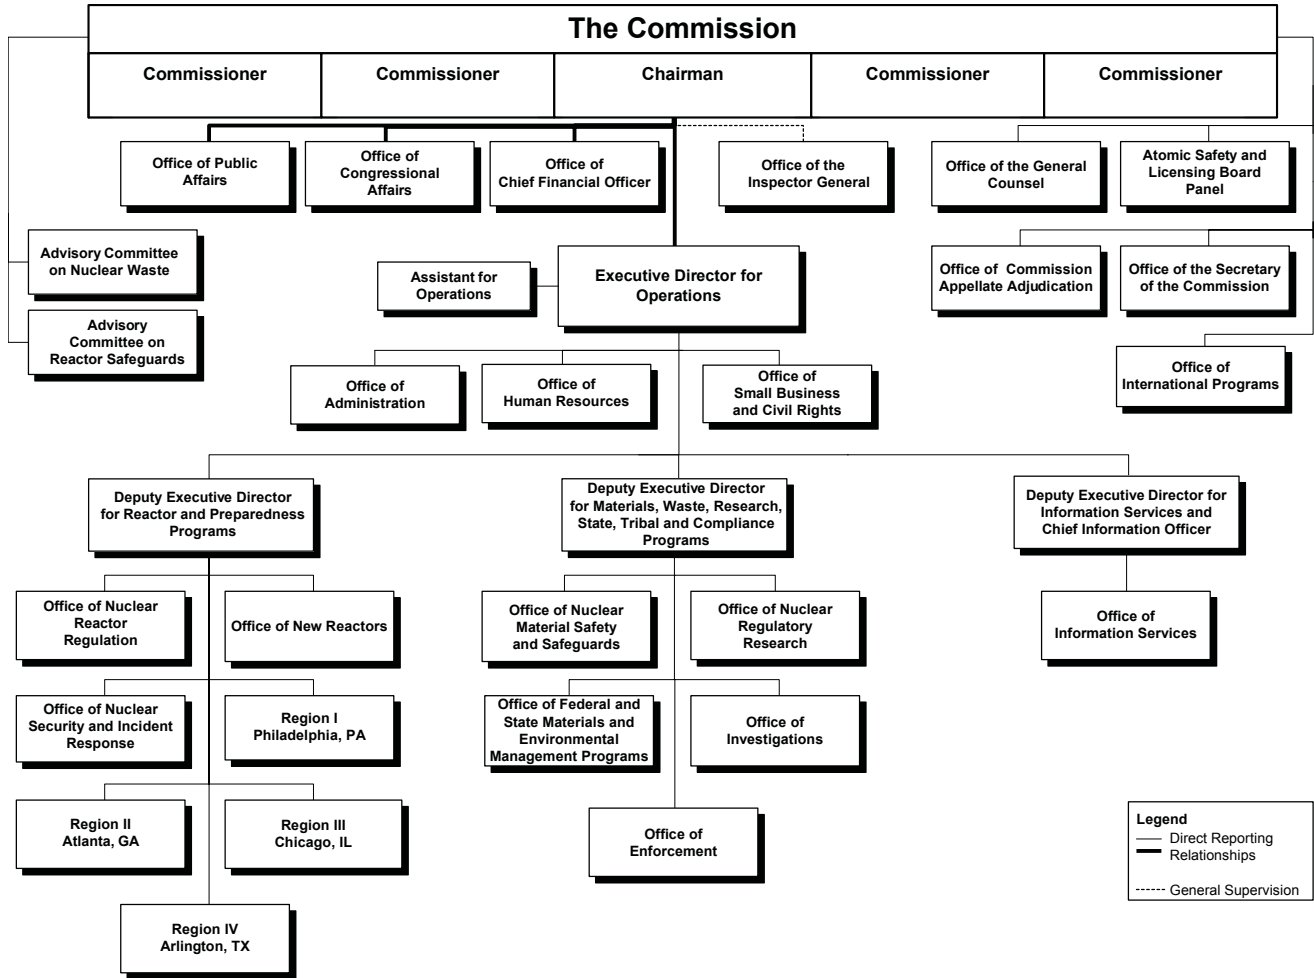 The Commission
Commissioner
Commissioner
Chairman
Commissioner
Commissioner
Office of Public
Affairs
Office of
Congressional
Affairs
Office of
Chief Financial Officer
Office of the
Inspector General
Office of the General
Counsel
Atomic Safety and
Licensing Board
Panel
Advisory Committee
on Nuclear Waste
Assistant for
Operations
Executive Director for
Operations
Office of Commission
Appellate Adjudication
Office of the Secretary
of the Commission
Advisory
Committee on
Reactor Safeguards
Office of
International Programs
Office of
Administration
Office of
Human Resources
Office of
Small Business
and Civil Rights
Deputy Executive Director
for Reactor and Preparedness
Programs
Deputy Executive Director
for Materials, Waste, Research,
State, Tribal and Compliance
Programs
Deputy Executive Director for
Information Services and
Chief Information Officer
Office of Nuclear
Reactor
Regulation
Office of New Reactors
Office of Nuclear
Material Safety
and Safeguards
Office of Nuclear
Regulatory
Research
Office of
Information Services
Office of Nuclear
Security and Incident
Response
Region I
Philadelphia, PA
Office of Federal and
State Materials and
Environmental
Management Programs
Office of
Investigations
Region II
Atlanta, GA
Region III
Chicago, IL
Office of
Enforcement
Region IV
Arlington, TX
Legend
Direct Reporting
Relationships
General Supervision